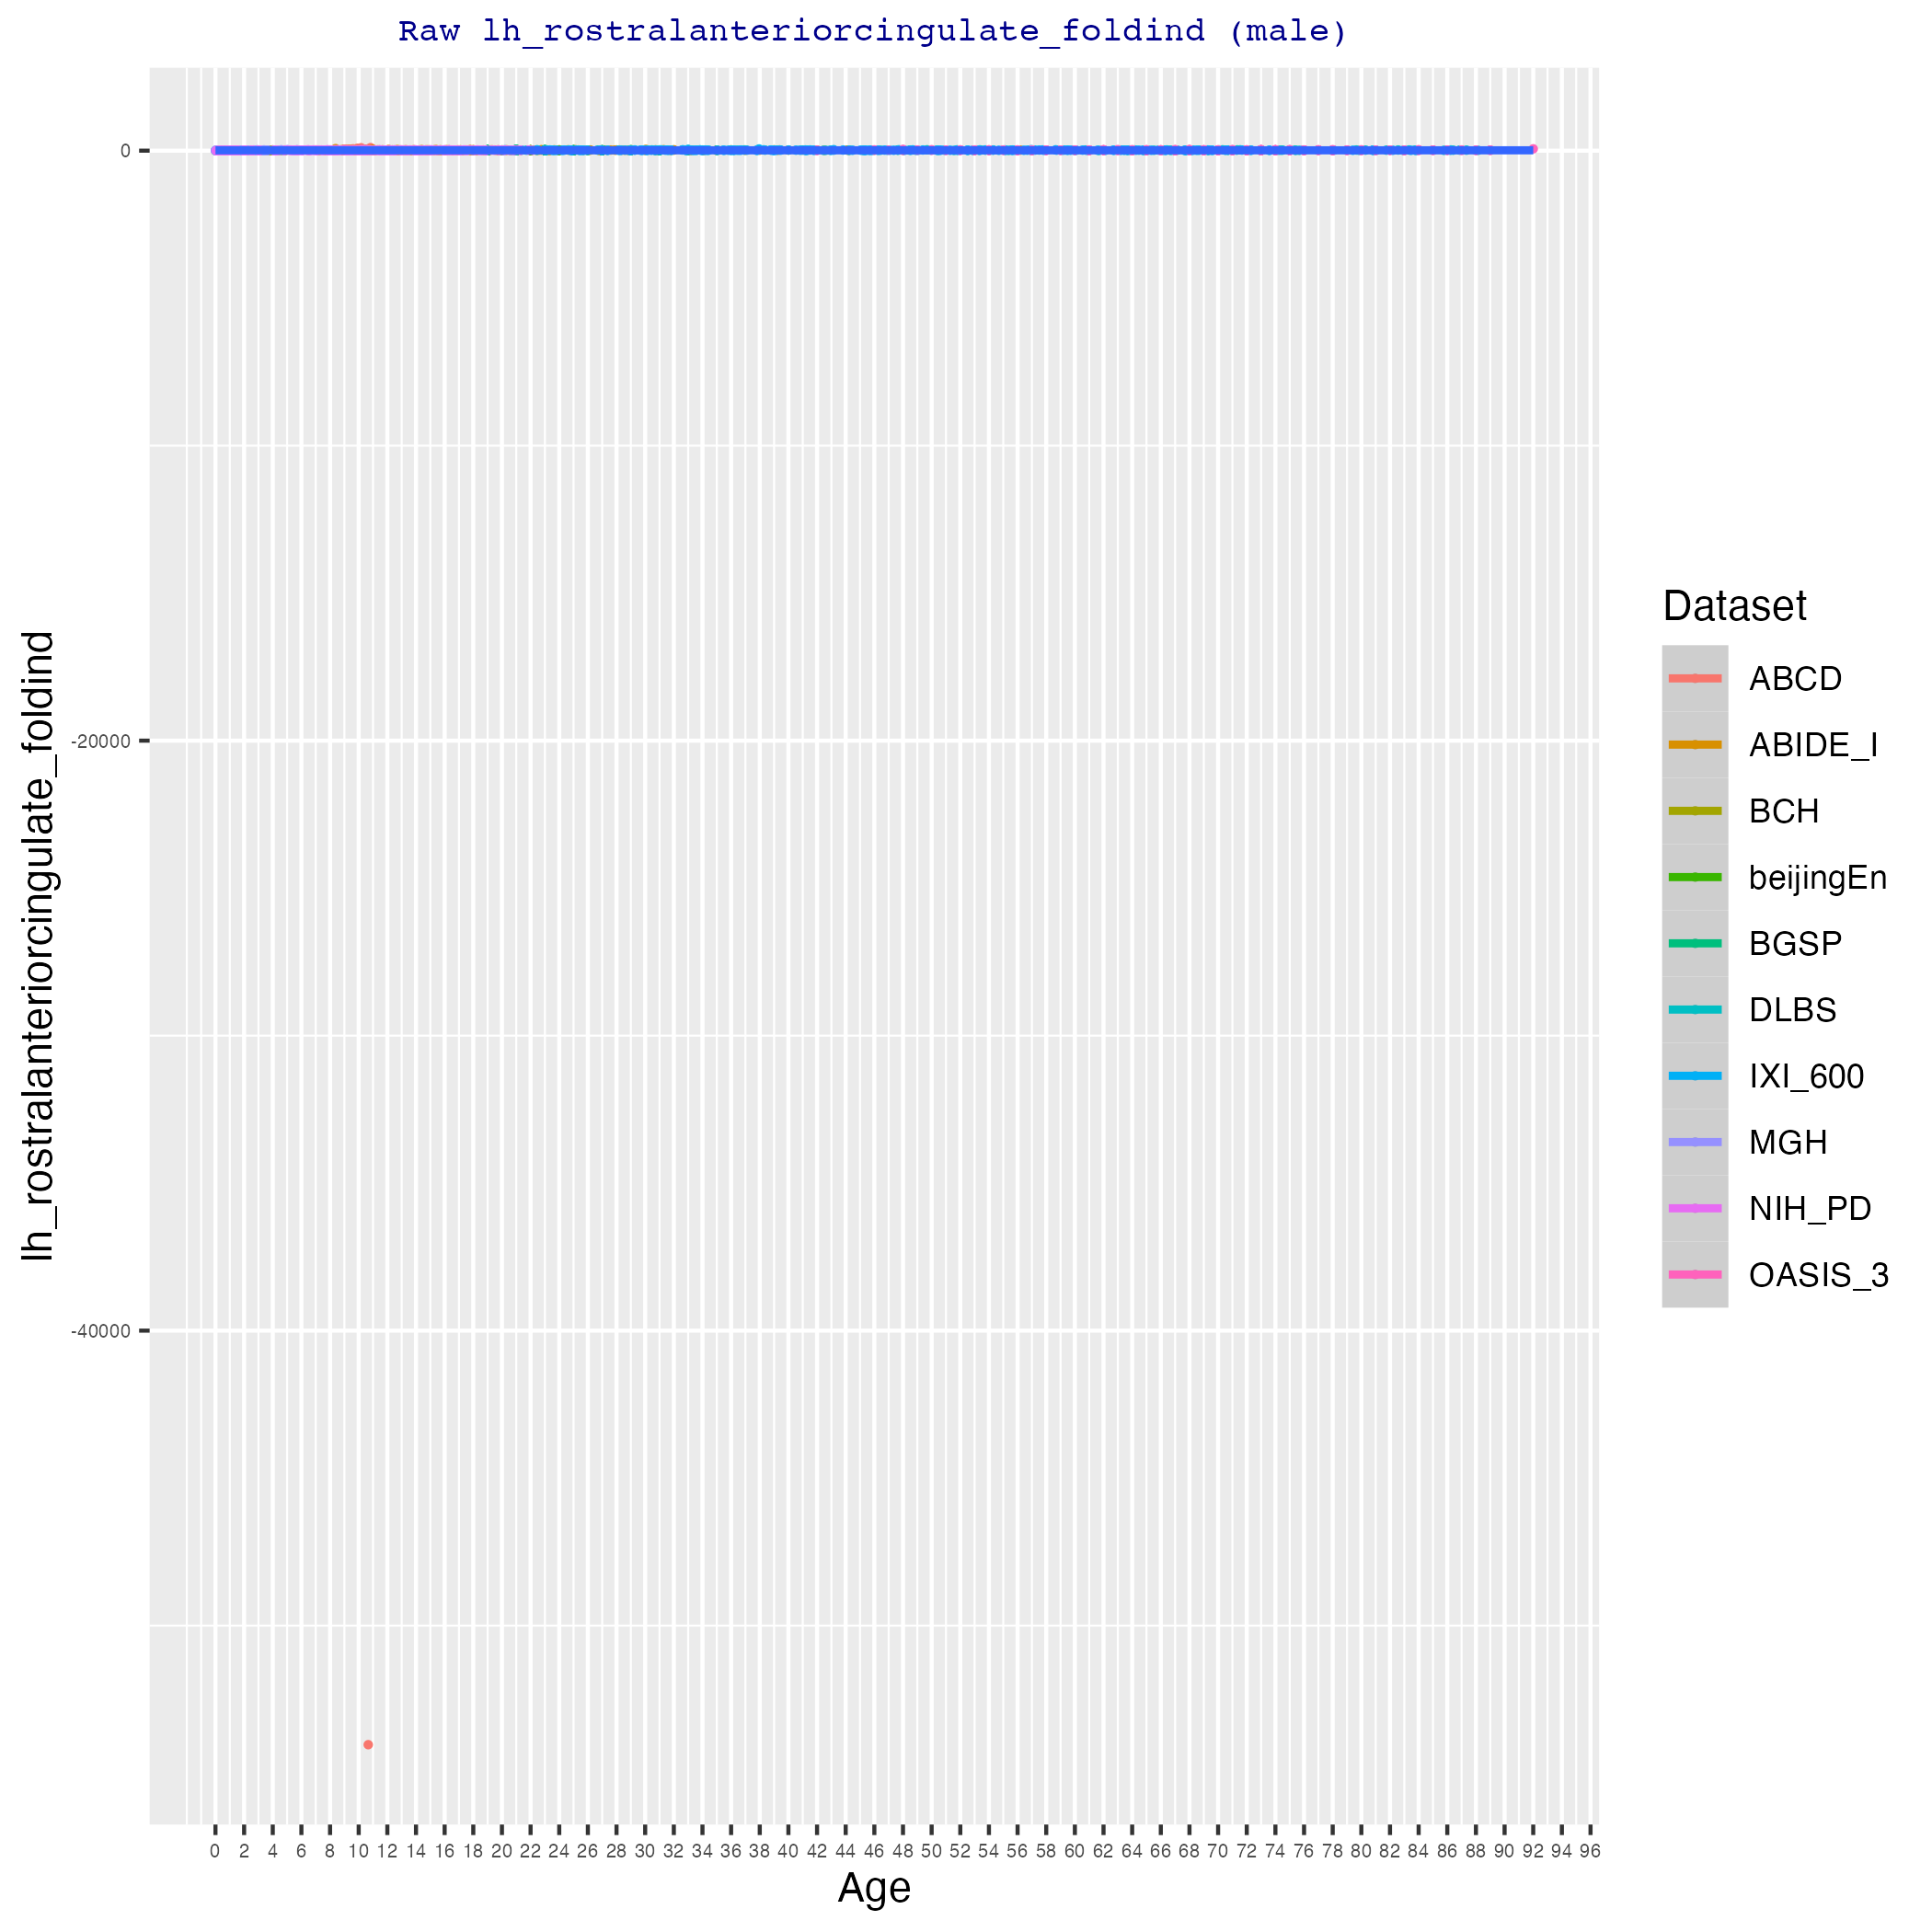 Raw lh_rostralanteriorcingulate_foldind (male)
lh_rostralanteriorcingulate_foldind
0
-20000
-40000
0 2 4 6 8 10 12 14 16 18 20 22 24 26 28 30 32 34 36 38 40 42 44 46 48 50 52 54 56 58 60 62 64 66 68 70 72 74 76 78 80 82 84 86 88 90 92 94 96
Age
Dataset
ABCD
ABIDE_I
BCH
beijingEn
BGSP
DLBS
IXI_600
MGH
NIH_PD
OASIS_3